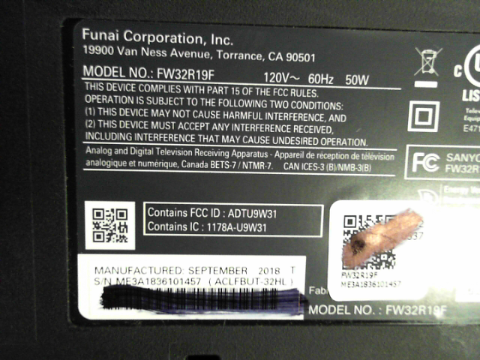 Funai Corporation, Inc.
19900 Van Ness Avenue, Torrance, CA 90501
MODEL NO.: FW32R19F 120V~ 60Hz 50W
THIS DEVICE COMPLIES WITH PART 15 OF THE FCC RULES.
OPERATION IS SUBJECT TO THE FOLLOWING TWO CONDITIONS:
(1) THIS DEVICE MAY NOT CAUSE HARMFUL INTERFERENCE, AND
(2) THIS DEVICE MUST ACCEPT ANY INTERFERENCE RECEIVED,
INCLUDING INTERFERENCE THAT MAY CAUSE UNDESIRED OPERATION.
Analog and Digital Television Receiving Apparatus - Appareil de réception de télévision
analogique et numérique, Canada BETS-7 / NTMR-7. CAN ICES-3 (B)/NMB-3(B)
c UL
LIS
E471
FC SANYO
FW32R
Contains FCC ID : ADTU9W31
Contains IC : 1178A-U9W31
MANUFACTURED: SEPTEMBER 2018 T
S/N ME3A1836101457 ( ACLFBUT-32HL )
FW32R19F
ME3A1836101457
MODEL NO. : FW32R19F